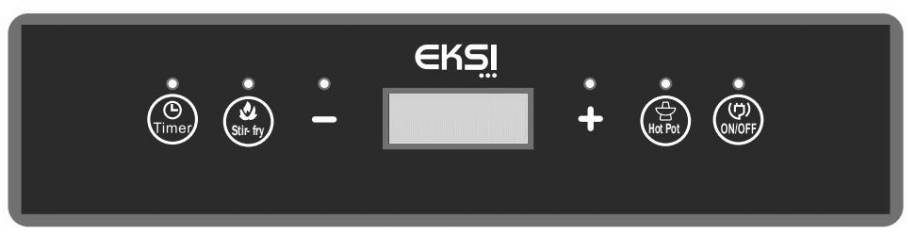 EKSI
Timer
Stir- fry
−
+
Hot Pot
ON/OFF